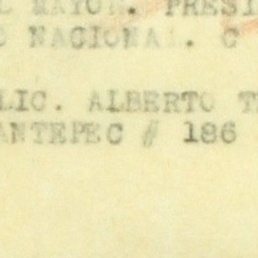 L MAYOR. PRESI
O NACIONAL. C
LIC. ALBERTO T
ANTEPEC # 186